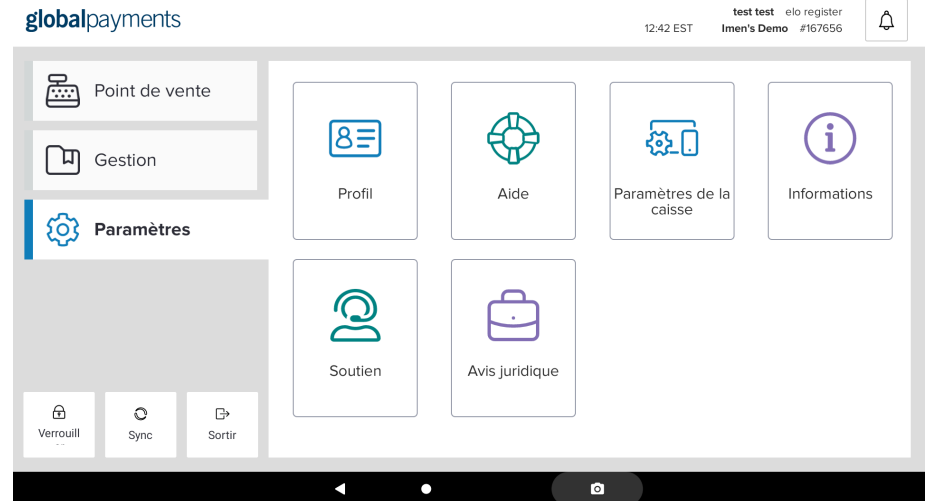 globalpayments
12:42 EST
test test elo register
Imen's Demo #167656
Point de vente
Gestion
Paramètres
Profil
Aide
Paramètres de la
caisse
Informations
Soutien
Avis juridique
Verrouill
Sync
Sortir